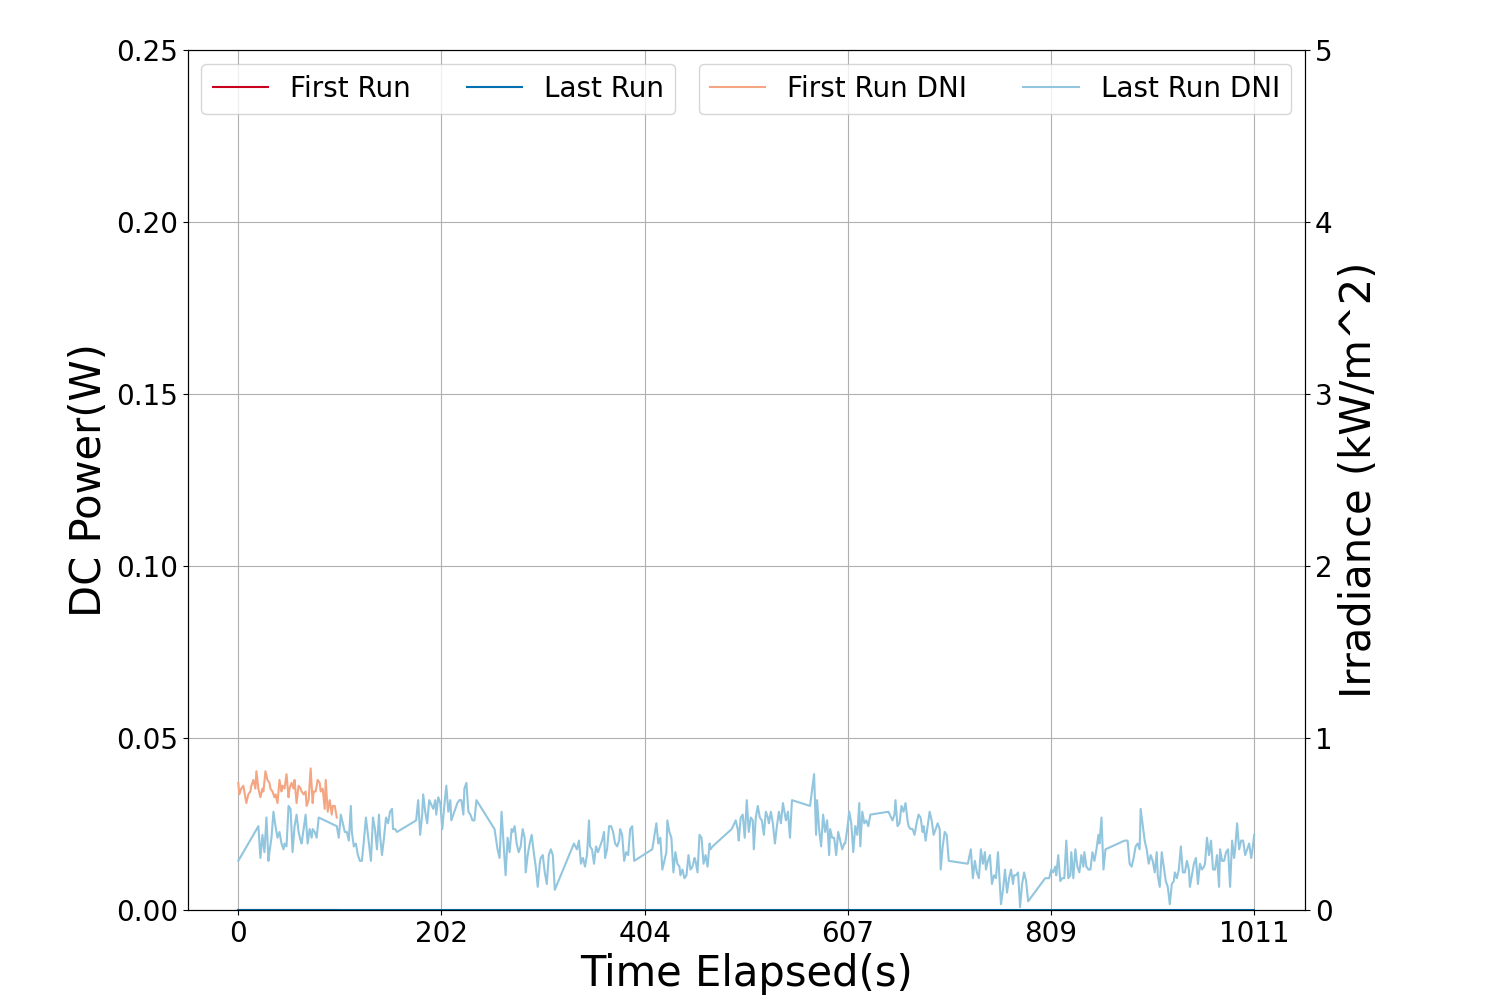 First Run
Last Run
First Run DNI
Last Run DNI
DC Power(W)
0.25
0.20
0.15
0.10
0.05
0.00
5
4
3
2
1
0
Irradiance (kW/m^2)
0
202
404
607
809
1011
Time Elapsed(s)